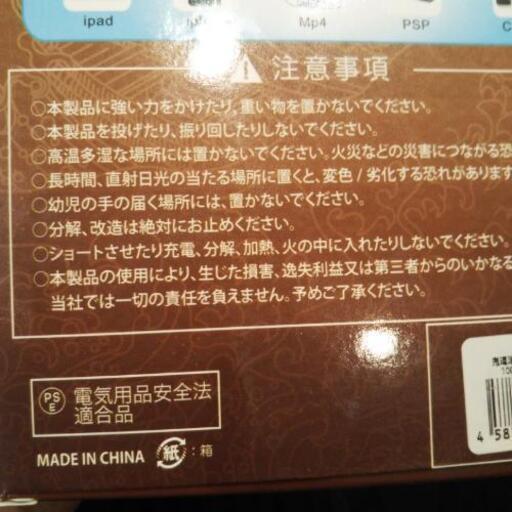 ipad
Mp4
PSP
注意事項
○本製品に強い力をかけたり,重い物を置かないでください。
○本製品を投げたり、振り回したりしないでください。
○高温多湿な場所には置かないでください。火災などの災害につながる恐
○長時間、直射日光の当たる場所に置くと、変色/劣化する恐れがあります
○幼児の手の届く場所には、置かないでください。
○分解、改造は絶対にお止めください。
○ショートさせたり充電、分解、加熱、火の中に入れたりしないでください。
○本製品の使用により、生じた損害、逸失利益又は第三者からのいかなる
当社では一切の責任を負えません。予めご了承ください。
PSE
電気用品安全法
適合品
MADE IN CHINA
紙:箱
4 58